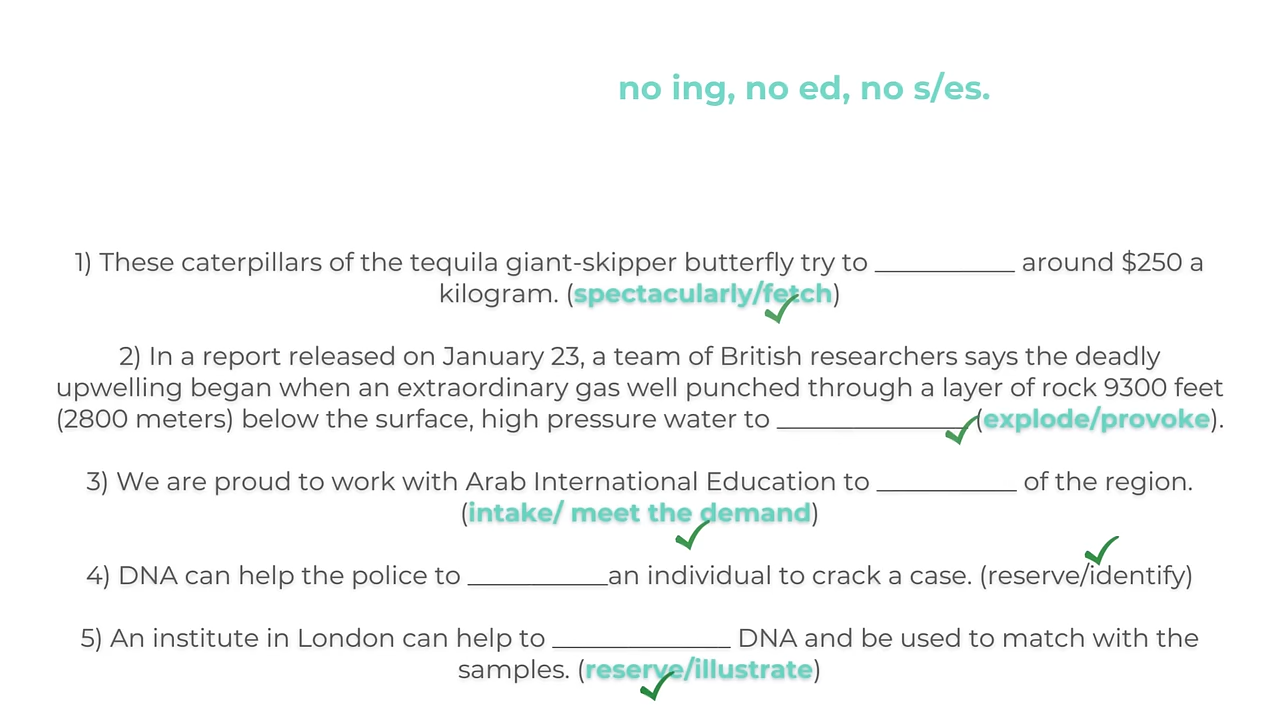 no ing, no ed, no s/es.
1) These caterpillars of the tequila giant-skipper butterfly try to __________ around $250 a
kilogram. (spectacularly/fetch)
2) In a report released on January 23, a team of British researchers says the deadly
upwelling began when an extraordinary gas well punched through a layer of rock 9300 feet
(2800 meters) below the surface, high pressure water to ______________ (explode/provoke).
3) We are proud to work with Arab International Education to __________ of the region.
(intake/ meet the demand)
4) DNA can help the police to __________an individual to crack a case. (reserve/identify)
5) An institute in London can help to _____________ DNA and be used to match with the
samples. (reserve/illustrate)